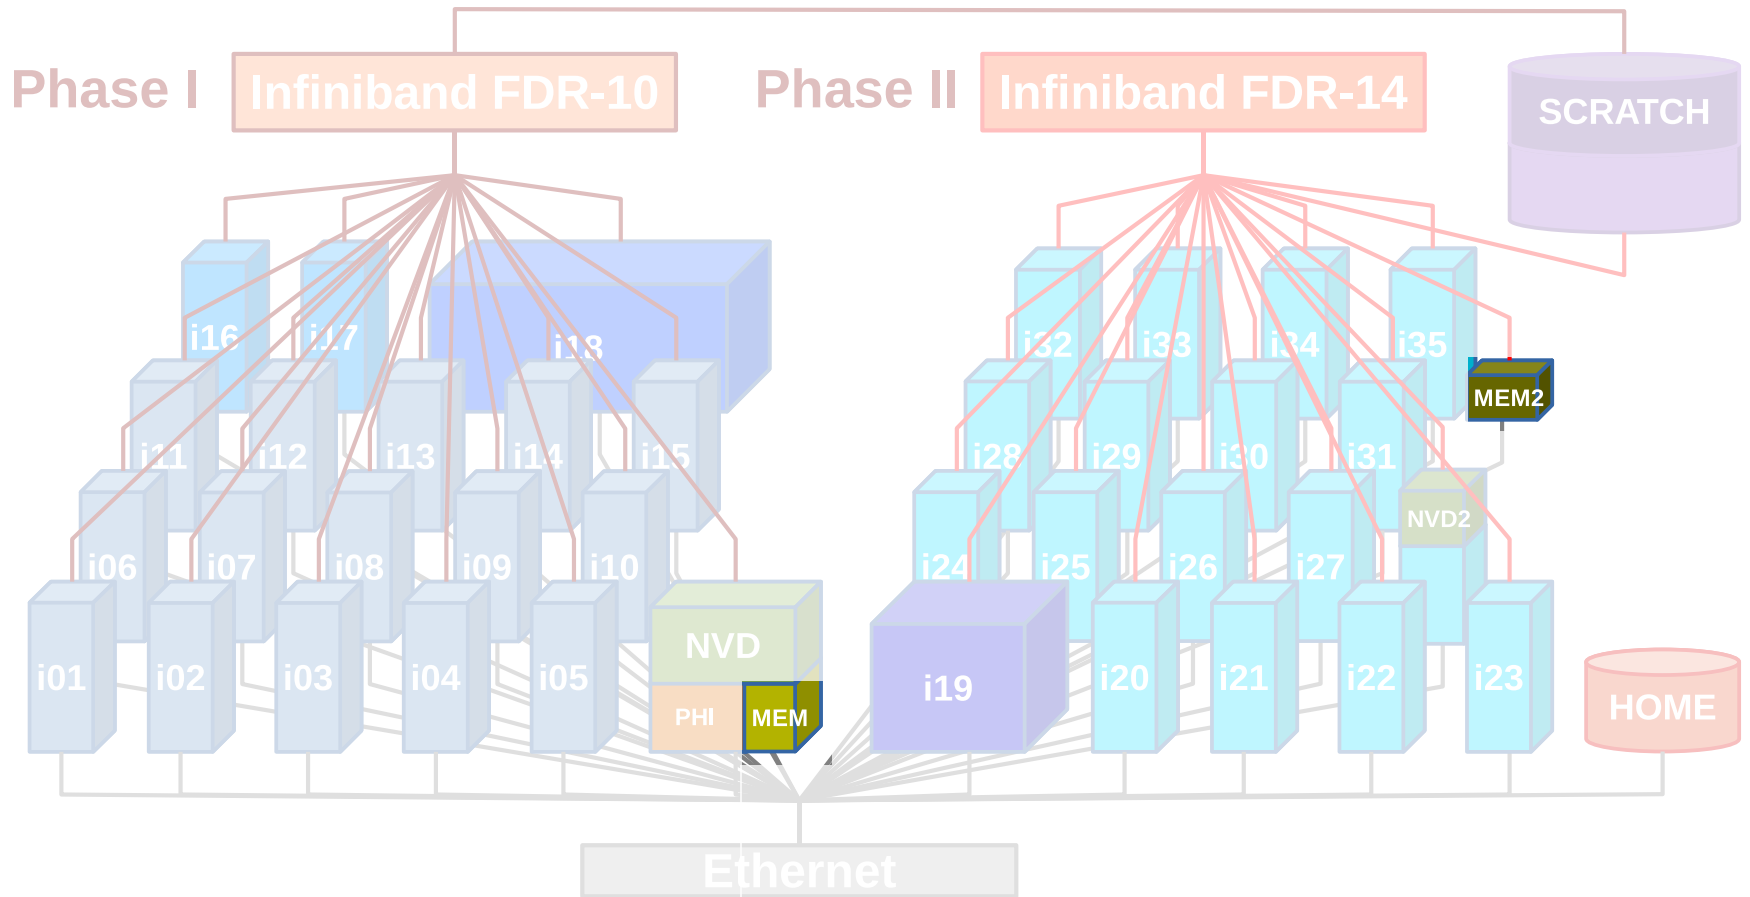 Phase I
Infiniband FDR-10
Phase II
Infiniband FDR-14
SCRATCH
i16
i17
i18
i32
i33
i34
i35
MEM2
i11
i12
i13
i14
i15
i28
i29
i30
i31
NVD2
i06
i07
i08
i09
i10
i24
i25
i26
i27
NVD
i01
i02
i03
i04
i05
PHI
MEM
i19
i20
i21
i22
i23
HOME
Ethernet